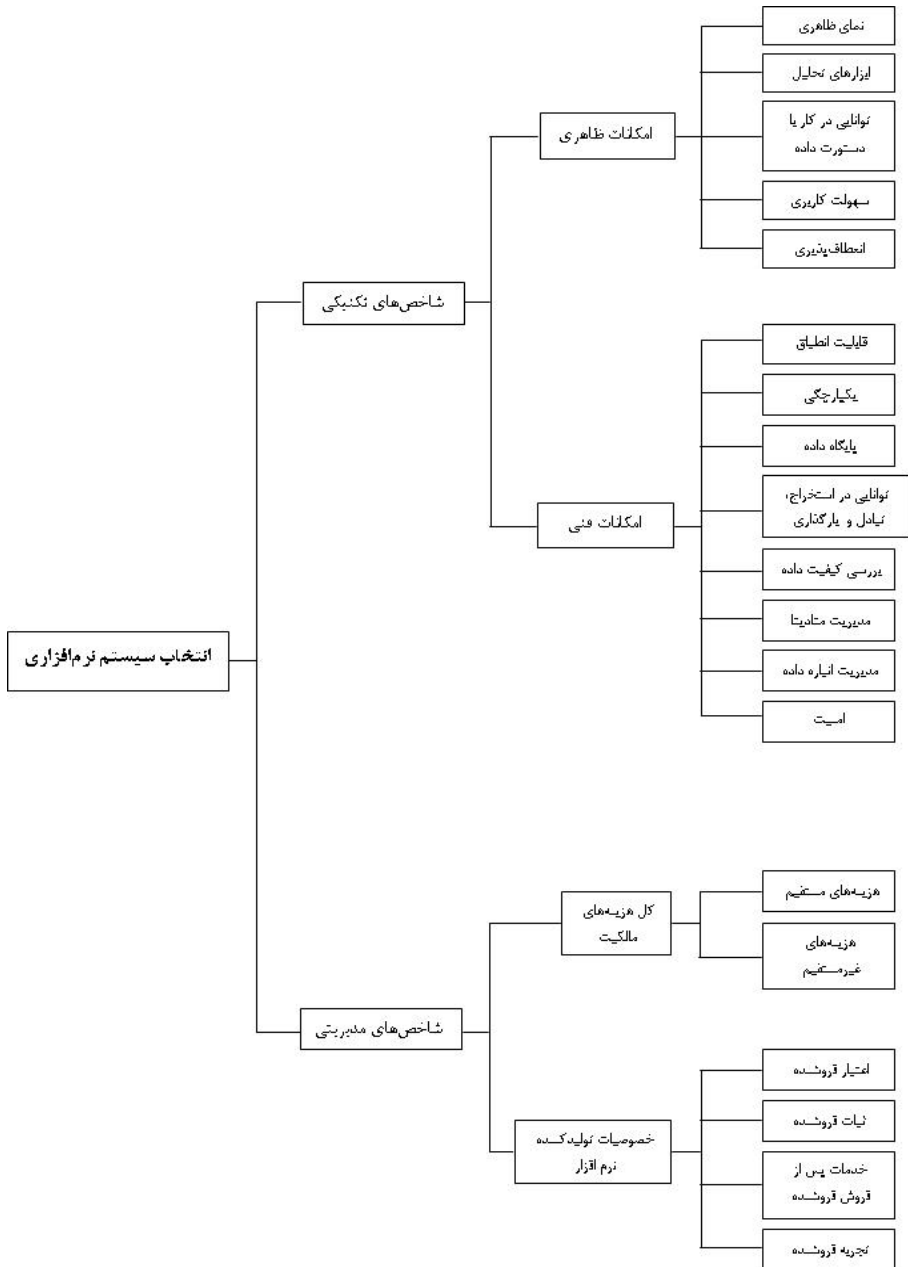 نمای ظاهری
ابزارهای تحلیل
توانایی در کار با
دستورت داده
سهولت کاربری
انعطاف‌پذیری
امکانات ظاهری
شاخص‌های تکنیکی
قابلیت انطباق
یکپارچگی
پایگاه داده
توانایی در استخراج،
تبادل و بارگذاری
بررسی کیفیت داده
مدیریت متادیتا
مدیریت انباره داده
امنیت
امکانات فنی
انتخاب سیستم نرم‌افزاری
هزینه‌های مستقیم
هزینه‌های
غیرمستقیم
کل هزینه‌های
مالکیت
شاخص‌های مدیریتی
اعتبار فروشنده
ثبات فروشنده
خدمات پس از
فروش فروشنده
تجربه فروشنده
خصوصیات تولیدکننده
نرم افزار